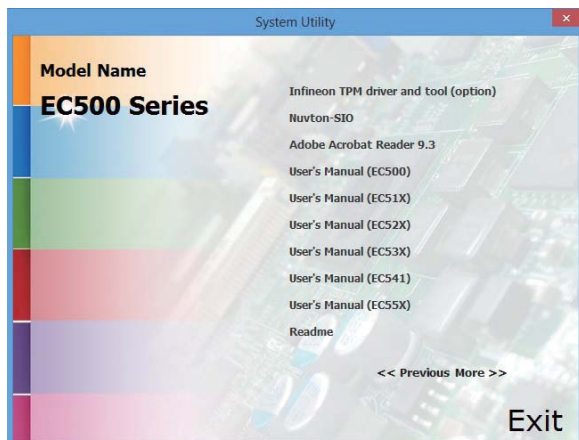 System Utility
Model Name
EC500 Series
Infineon TPM driver and tool (option)
Nuvton-SIO
Adobe Acrobat Reader 9.3
User's Manual (EC500)
User's Manual (EC51X)
User's Manual (EC52X)
User's Manual (EC53X)
User's Manual (EC541)
User's Manual (EC55X)
Readme
<< Previous More >>
Exit